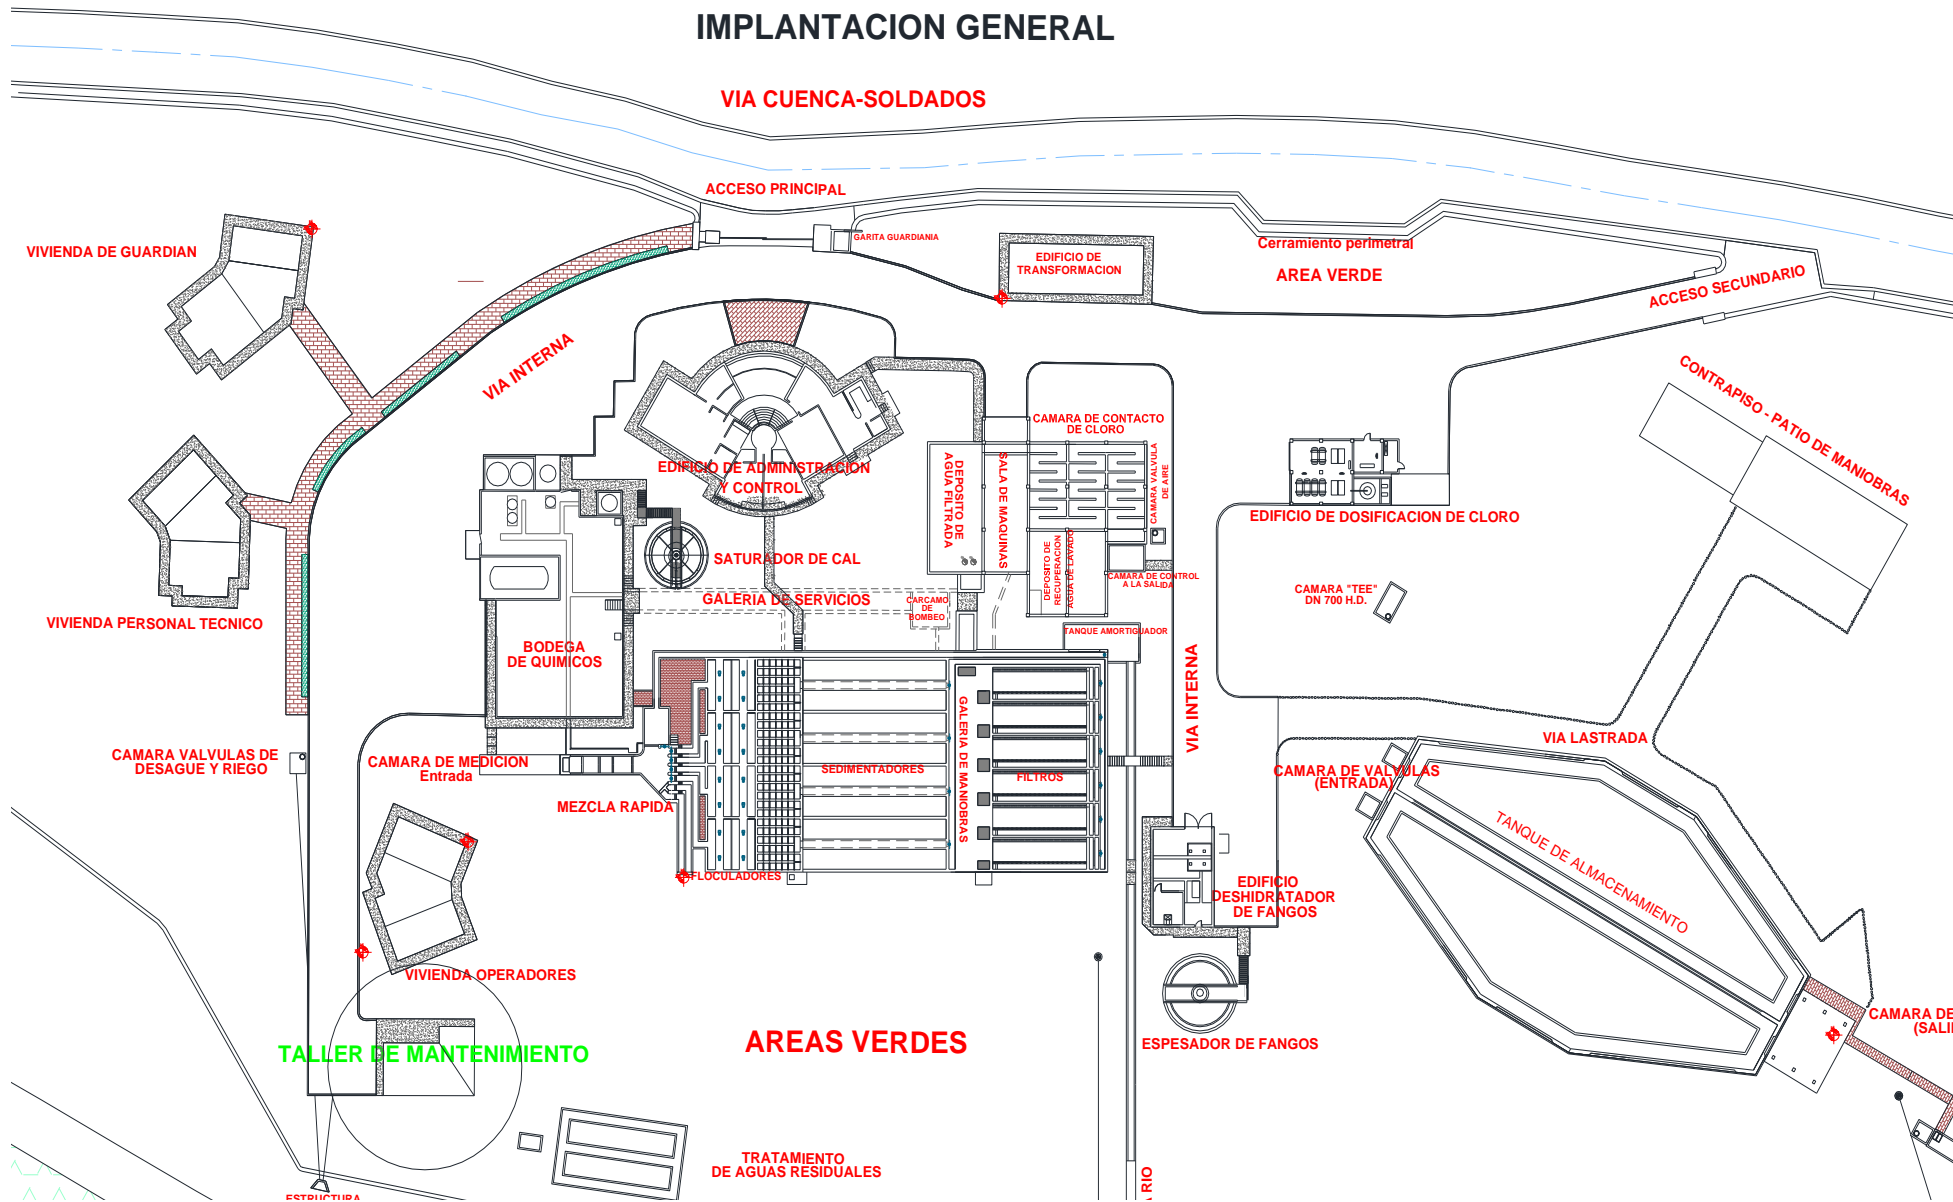 IMPLANTACION GENERAL
VIA CUENCA-SOLDADOS
ACCESO PRINCIPAL
GARITA GUARDIANIA
VIVIENDA DE GUARDIAN
EDIFICIO DE
TRANSFORMACION
Cerramiento perimetral
AREA VERDE
ACCESO SECUNDARIO
VIA INTERNA
CONTRAPISO - PATIO DE MANIOBRAS
CAMARA DE CONTACTO
DE CLORO
EDIFICIO DE ADMINISTRACION
Y CONTROL
DEPOSITO DE
AGUA FILTRADA
SALA DE MAQUINAS
CAMARA VALVULA
DE AIRE
EDIFICIO DE DOSIFICACION DE CLORO
SATURADOR DE CAL
DEPOSITO DE
RECUPERACION
AGUA DE LAVADO
CAMARA DE CONTROL
A LA SALIDA
CAMARA "TEE"
DN 700 H.D.
GALERIA DE SERVICIOS
CARCAMO
DE
BOMBEO
VIVIENDA PERSONAL TECNICO
TANQUE AMORTIGUADOR
BODEGA
DE QUIMICOS
VIA INTERNA
GALERIA DE MANIOBRAS
VIA LASTRADA
CAMARA VALVULAS DE
DESAGUE Y RIEGO
CAMARA DE MEDICION
Entrada
SEDIMENTADORES
FILTROS
CAMARA DE VALVULAS
(ENTRADA)
MEZCLA RAPIDA
TANQUE DE ALMACENAMIENTO
FLOCULADORES
EDIFICIO
DESHIDRATADOR
DE FANGOS
VIVIENDA OPERADORES
CAMARA DE
(SALI
AREAS VERDES
ESPESADOR DE FANGOS
TALLER DE MANTENIMIENTO
TRATAMIENTO
DE AGUAS RESIDUALES
ESTRUCTURA
RIO